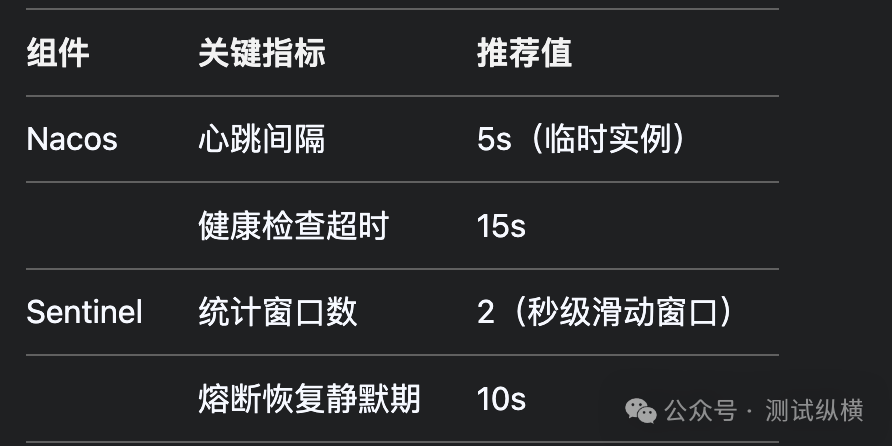 组件 关键指标 推荐值
Nacos 心跳间隔 5s（临时实例）
健康检查超时 15s
Sentinel 统计窗口数 2（秒级滑动窗口）
熔断恢复静默期 10s
公众号 · 测试纵横